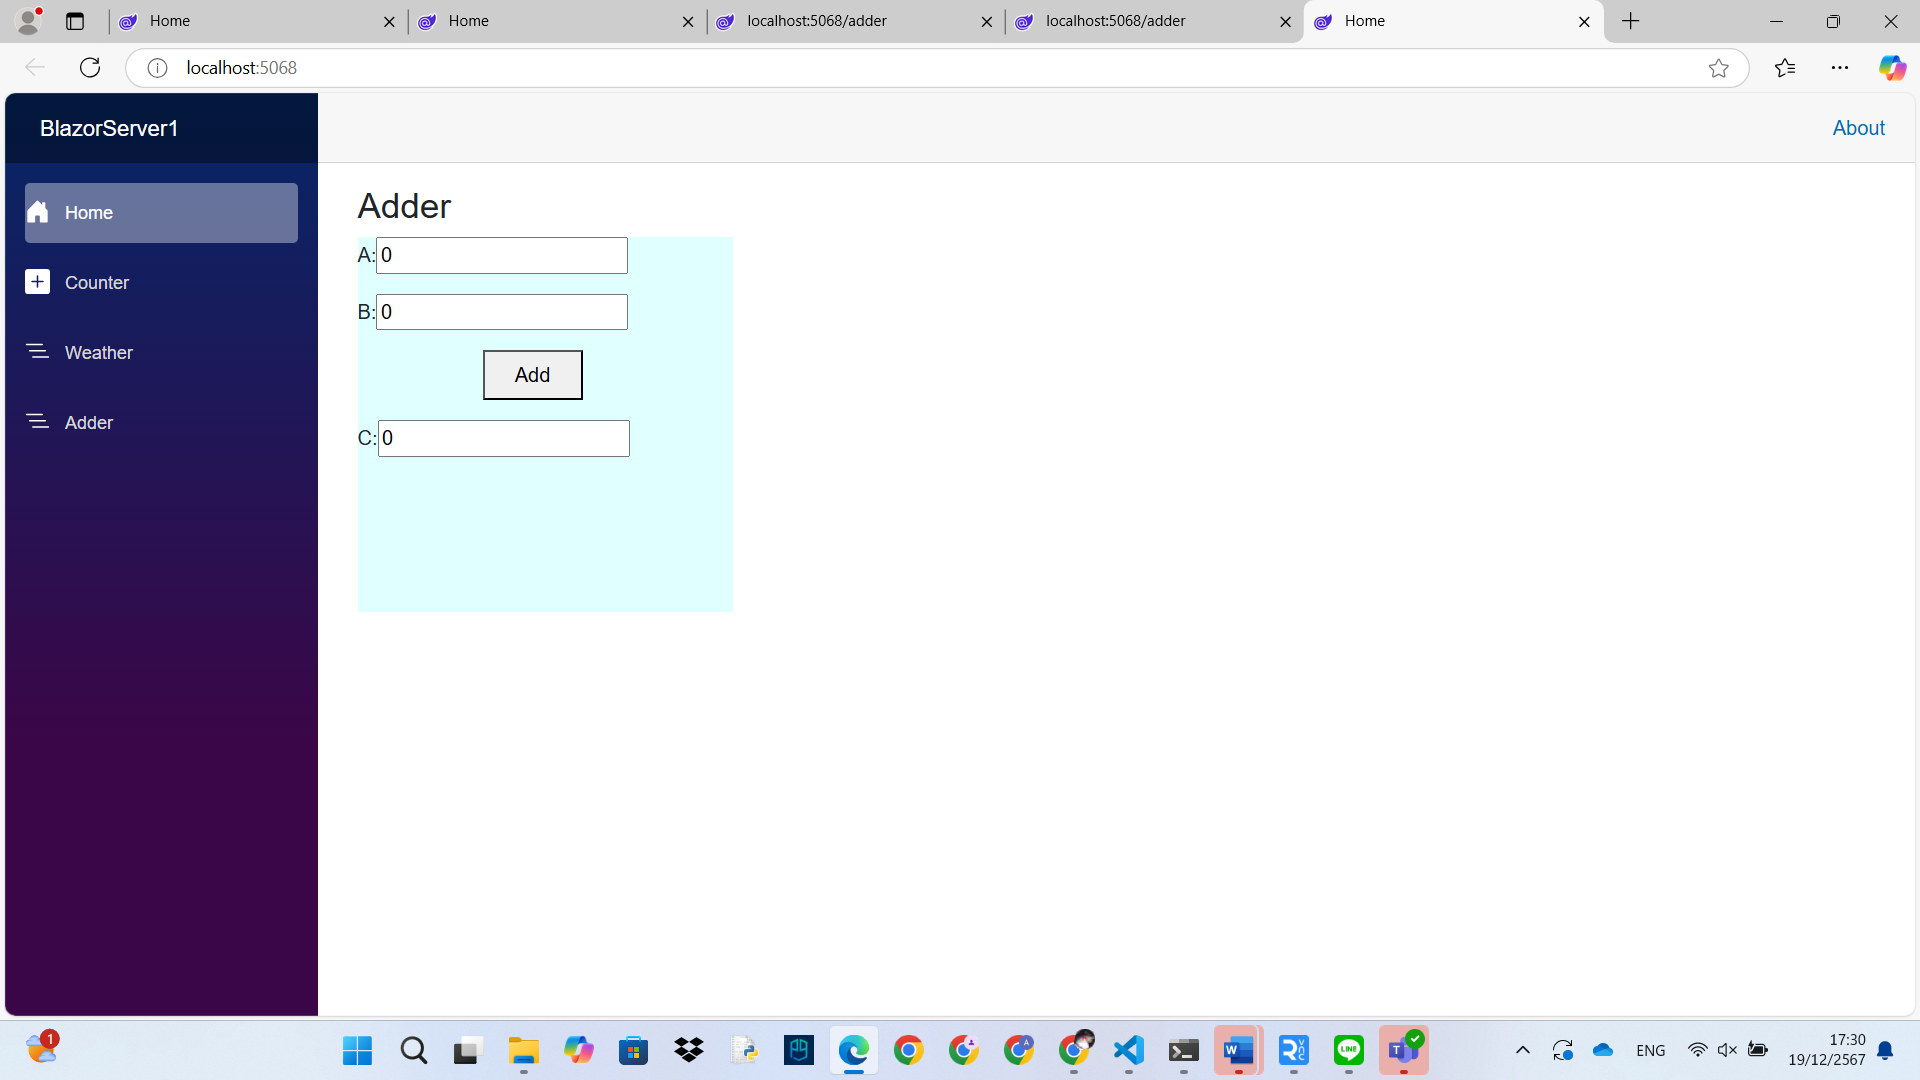 Home
Home
localhost:5068/adder
localhost:5068/adder
Home
localhost:5068
BlazorServer1
About
Home
Counter
Weather
Adder
Adder
A:0
B:0
Add
C:0
1
ENG
17:30
19/12/2567